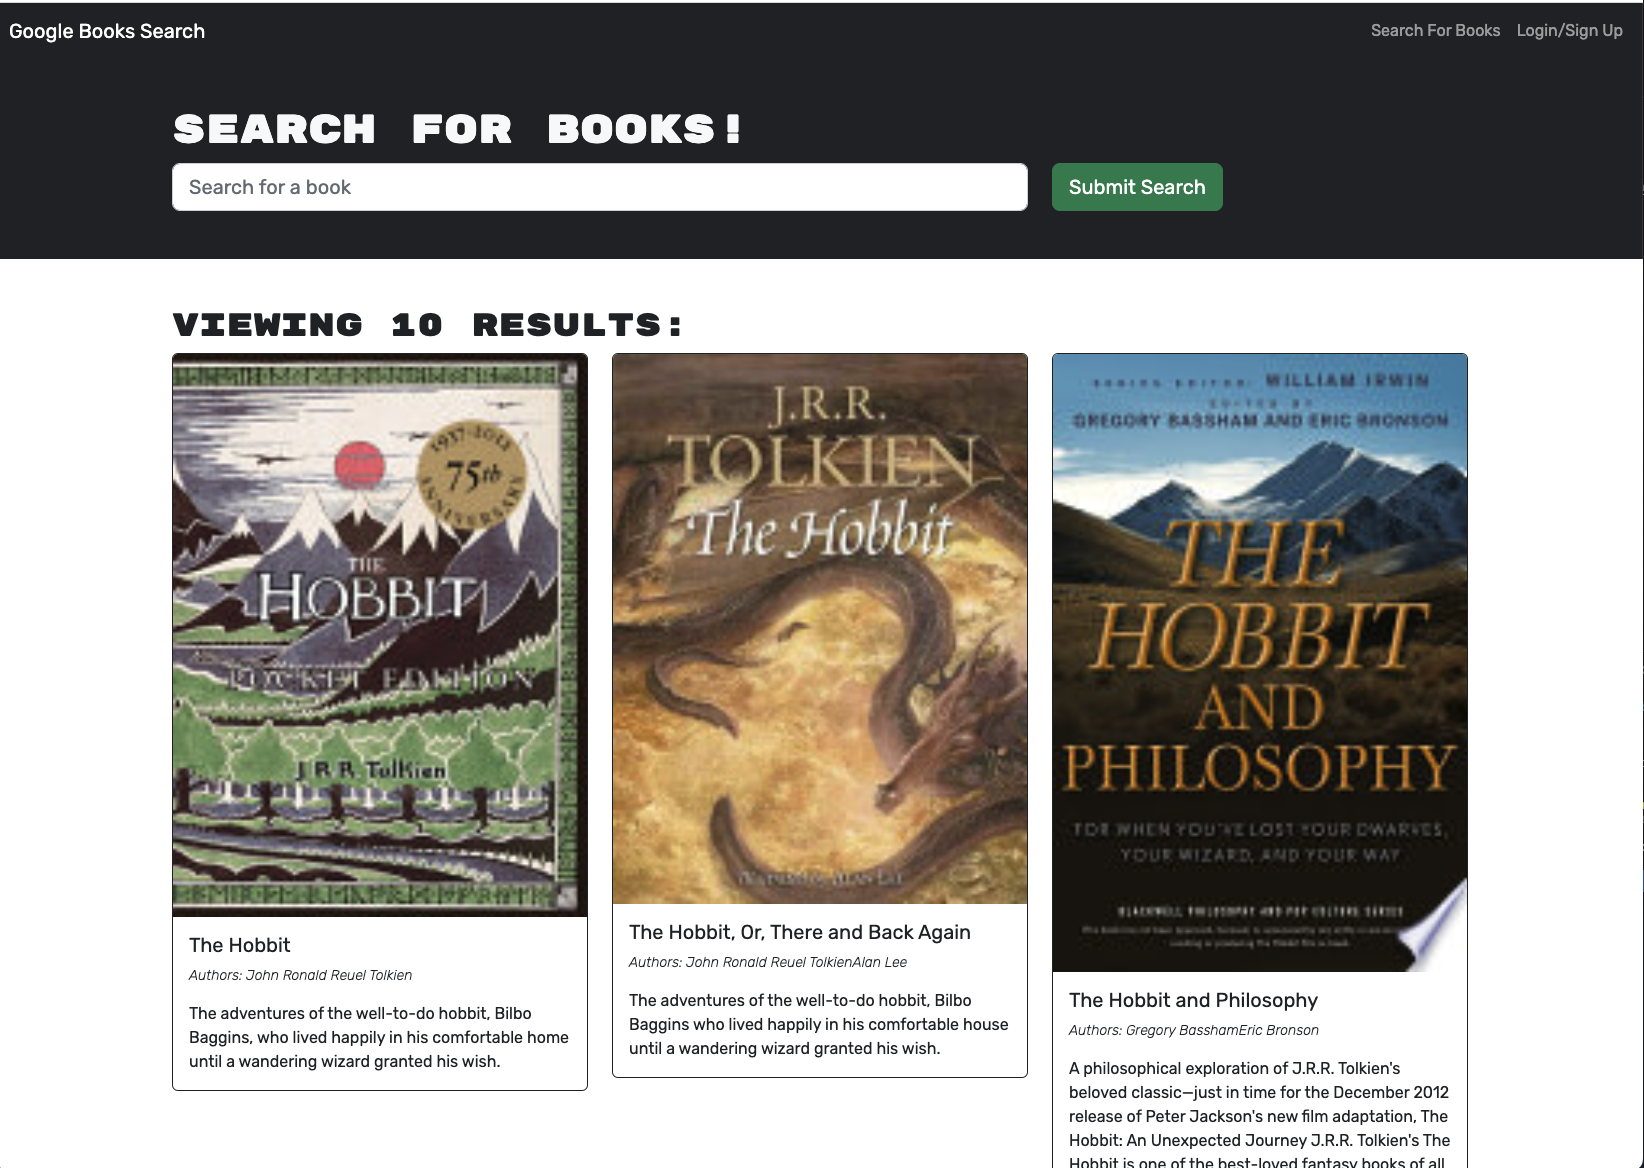 Google Books Search
Search For Books
Login/Sign Up
SEARCH FOR BOOKS!
Search for a book
Submit Search
VIEWING 10 RESULTS:
1937-2012
75th
ANNIVERSARY
THE
HOBBIT
POCKET EDITION
J R R Tolkien
The Hobbit
Authors: John Ronald Reuel Tolkien
The adventures of the well-to-do hobbit, Bilbo
Baggins, who lived happily in his comfortable home
until a wandering wizard granted his wish.
J.R.R.
TOLKIEN
The Hobbit
ALAN LEE
The Hobbit, Or, There and Back Again
Authors: John Ronald Reuel TolkienAlan Lee
The adventures of the well-to-do hobbit, Bilbo
Baggins who lived happily in his comfortable house
until a wandering wizard granted his wish.
SERIES EDITOR: WILLIAM IRWIN
EDITED BY
GREGORY BASSHAM AND ERIC BRONSON
THE
HOBBIT
AND
PHILOSOPHY
FOR WHEN YOU'VE LOST YOUR DWARVES,
YOUR WIZARD, AND YOUR WAY
BLACKWELL PHILOSOPHY AND POP CULTURE SERIES
The Hobbit and Philosophy
Authors: Gregory BasshamEric Bronson
A philosophical exploration of J.R.R. Tolkien's
beloved classic—just in time for the December 2012
release of Peter Jackson's new film adaptation, The
Hobbit: An Unexpected Journey J.R.R. Tolkien's The
Hobbit is one of the best-loved fantasy books of all